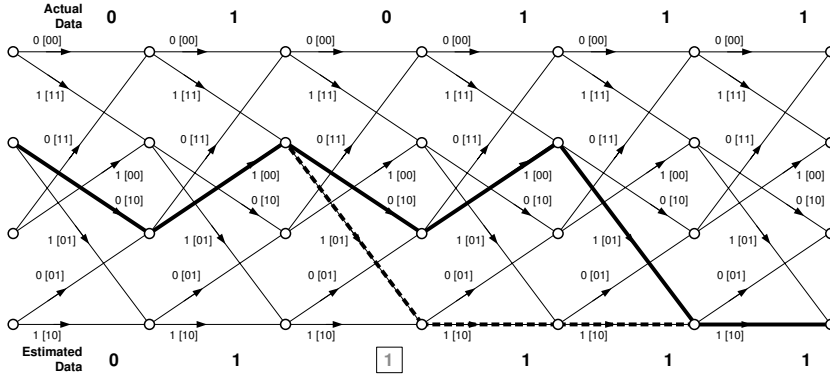 Actual Data 0 1 0 1 1 1
0 [00] 0 [00] 0 [00] 0 [00] 0 [00] 0 [00]
1 [11] 1 [11] 1 [11] 1 [11] 1 [11] 1 [11]
0 [11] 0 [11] 0 [11] 0 [11] 0 [11] 0 [11]
1 [00] 1 [00] 1 [00] 1 [00] 1 [00] 1 [00]
0 [10] 0 [10] 0 [10] 0 [10] 0 [10] 0 [10]
1 [01] 1 [01] 1 [01] 1 [01] 1 [01] 1 [01]
0 [01] 0 [01] 0 [01] 0 [01] 0 [01] 0 [01]
1 [10] 1 [10] 1 [10] 1 [10] 1 [10] 1 [10]
Estimated Data 0 1 1 1 1 1